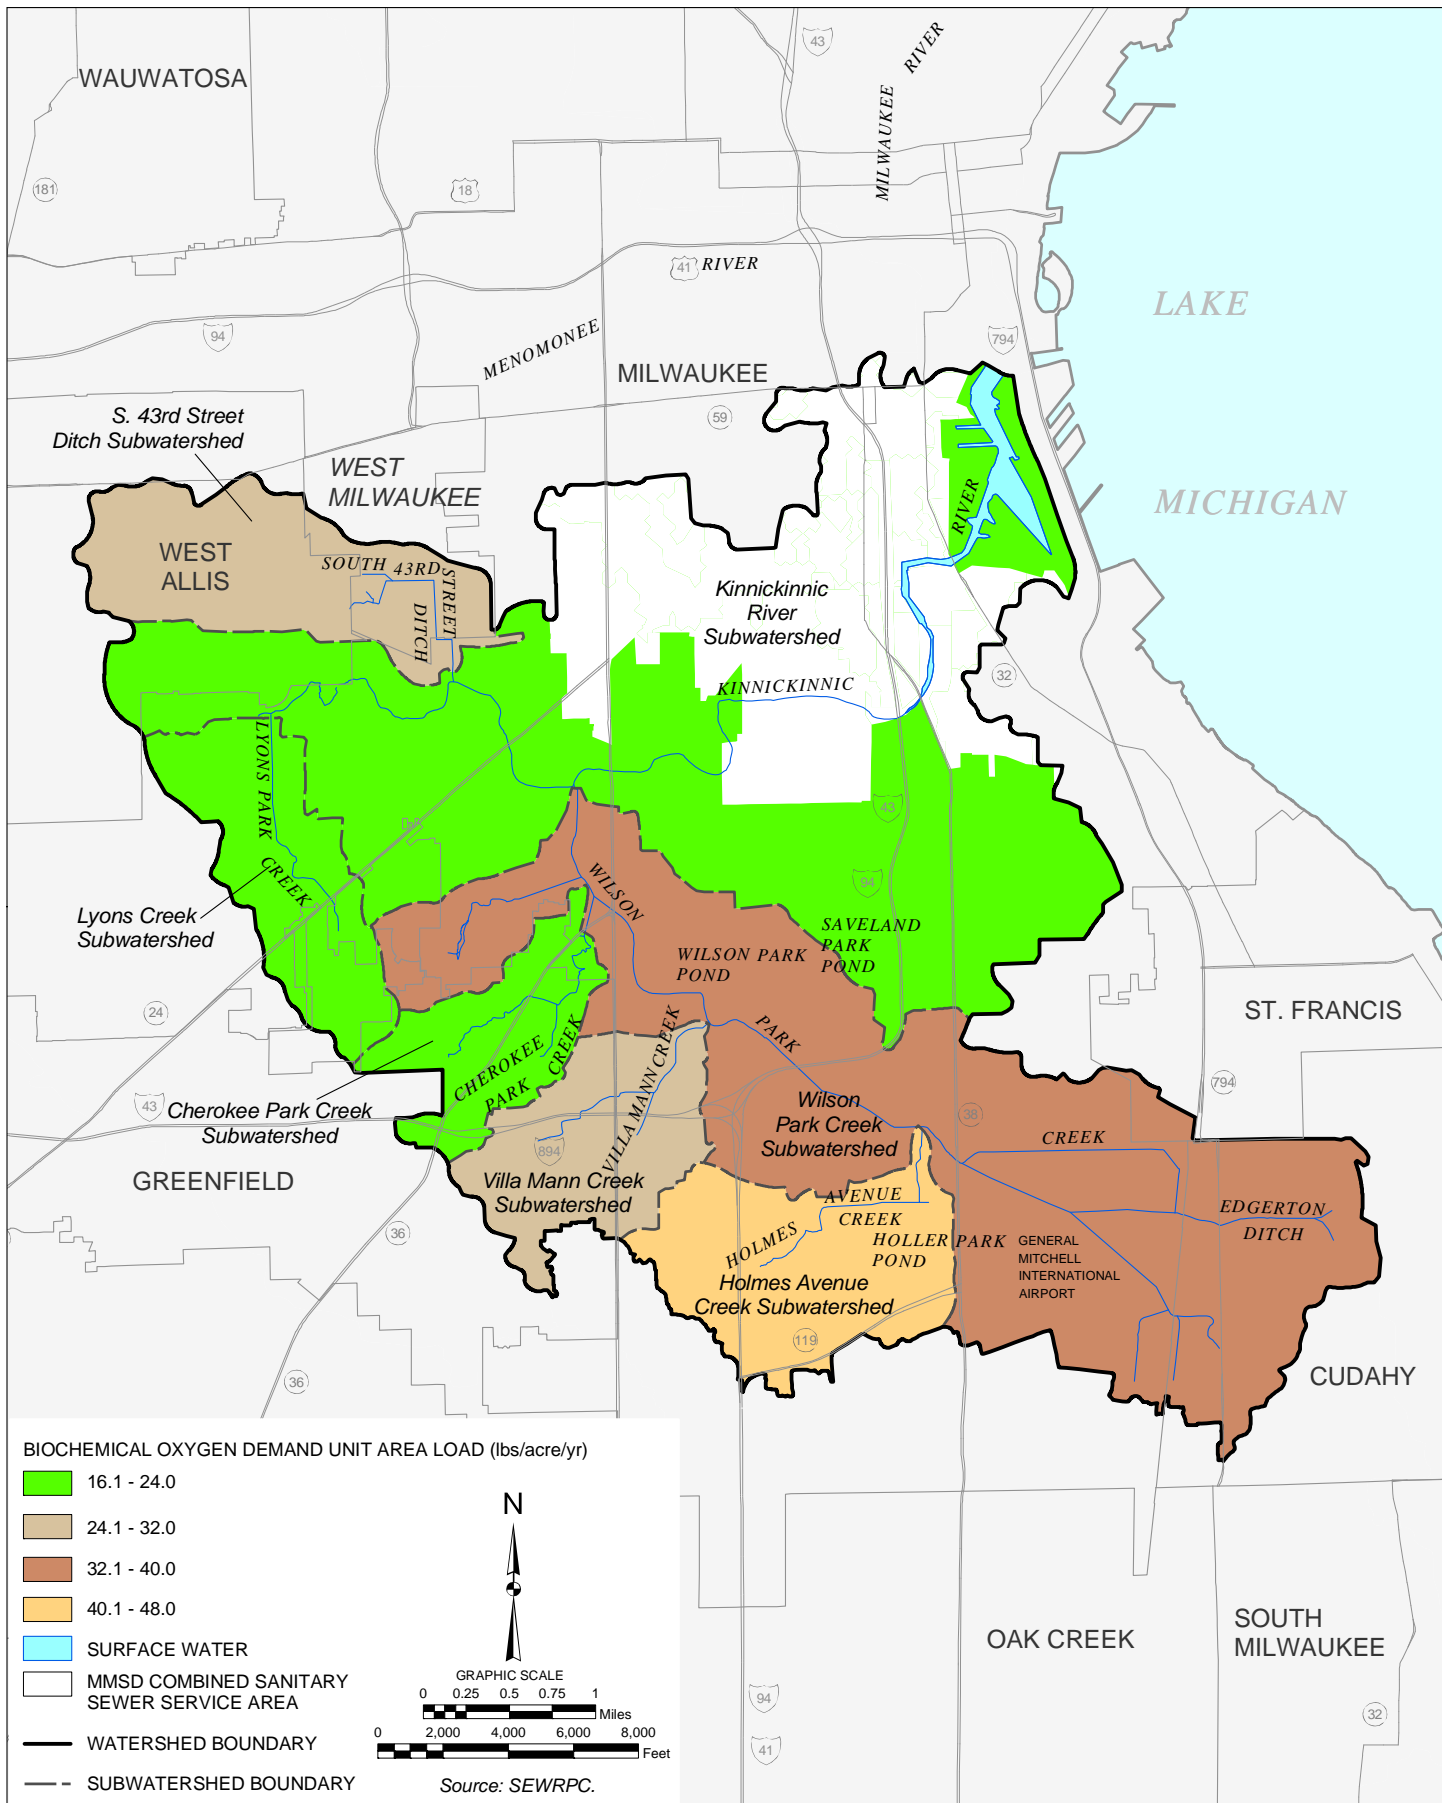 WAUWATOSA
43
MILWAUKEE RIVER
181
18
41
RIVER
94
MENOMONEE
MILWAUKEE
59
794
LAKE
MICHIGAN
S. 43rd Street
Ditch Subwatershed
WEST
MILWAUKEE
WEST
ALLIS
SOUTH 43RD
STREET
DITCH
RIVER
Kinnickinnic
River
Subwatershed
KINNICKINNIC
32
LYONS PARK
CREEK
43
94
Lyons Creek
Subwatershed
WILSON
WILSON PARK
POND
SAVELAND
PARK
POND
24
ST. FRANCIS
PARK
CHEROKEE
PARK
CREEK
VILLA MANN CREEK
43
Cherokee Park Creek
Subwatershed
894
Wilson
Park Creek
Subwatershed
38
794
CREEK
GREENFIELD
Villa Mann Creek
Subwatershed
36
HOLMES
AVENUE
CREEK
HOLLER PARK
POND
EDGERTON
DITCH
GENERAL
MITCHELL
INTERNATIONAL
AIRPORT
Holmes Avenue
Creek Subwatershed
119
36
CUDAHY
BIOCHEMICAL OXYGEN DEMAND UNIT AREA LOAD (lbs/acre/yr)
16.1 - 24.0
24.1 - 32.0
32.1 - 40.0
40.1 - 48.0
SURFACE WATER
MMSD COMBINED SANITARY
SEWER SERVICE AREA
WATERSHED BOUNDARY
SUBWATERSHED BOUNDARY
N
GRAPHIC SCALE
0 0.25 0.5 0.75 1
Miles
0 2,000 4,000 6,000 8,000
Feet
Source: SEWRPC.
OAK CREEK
SOUTH
MILWAUKEE
94
41
32